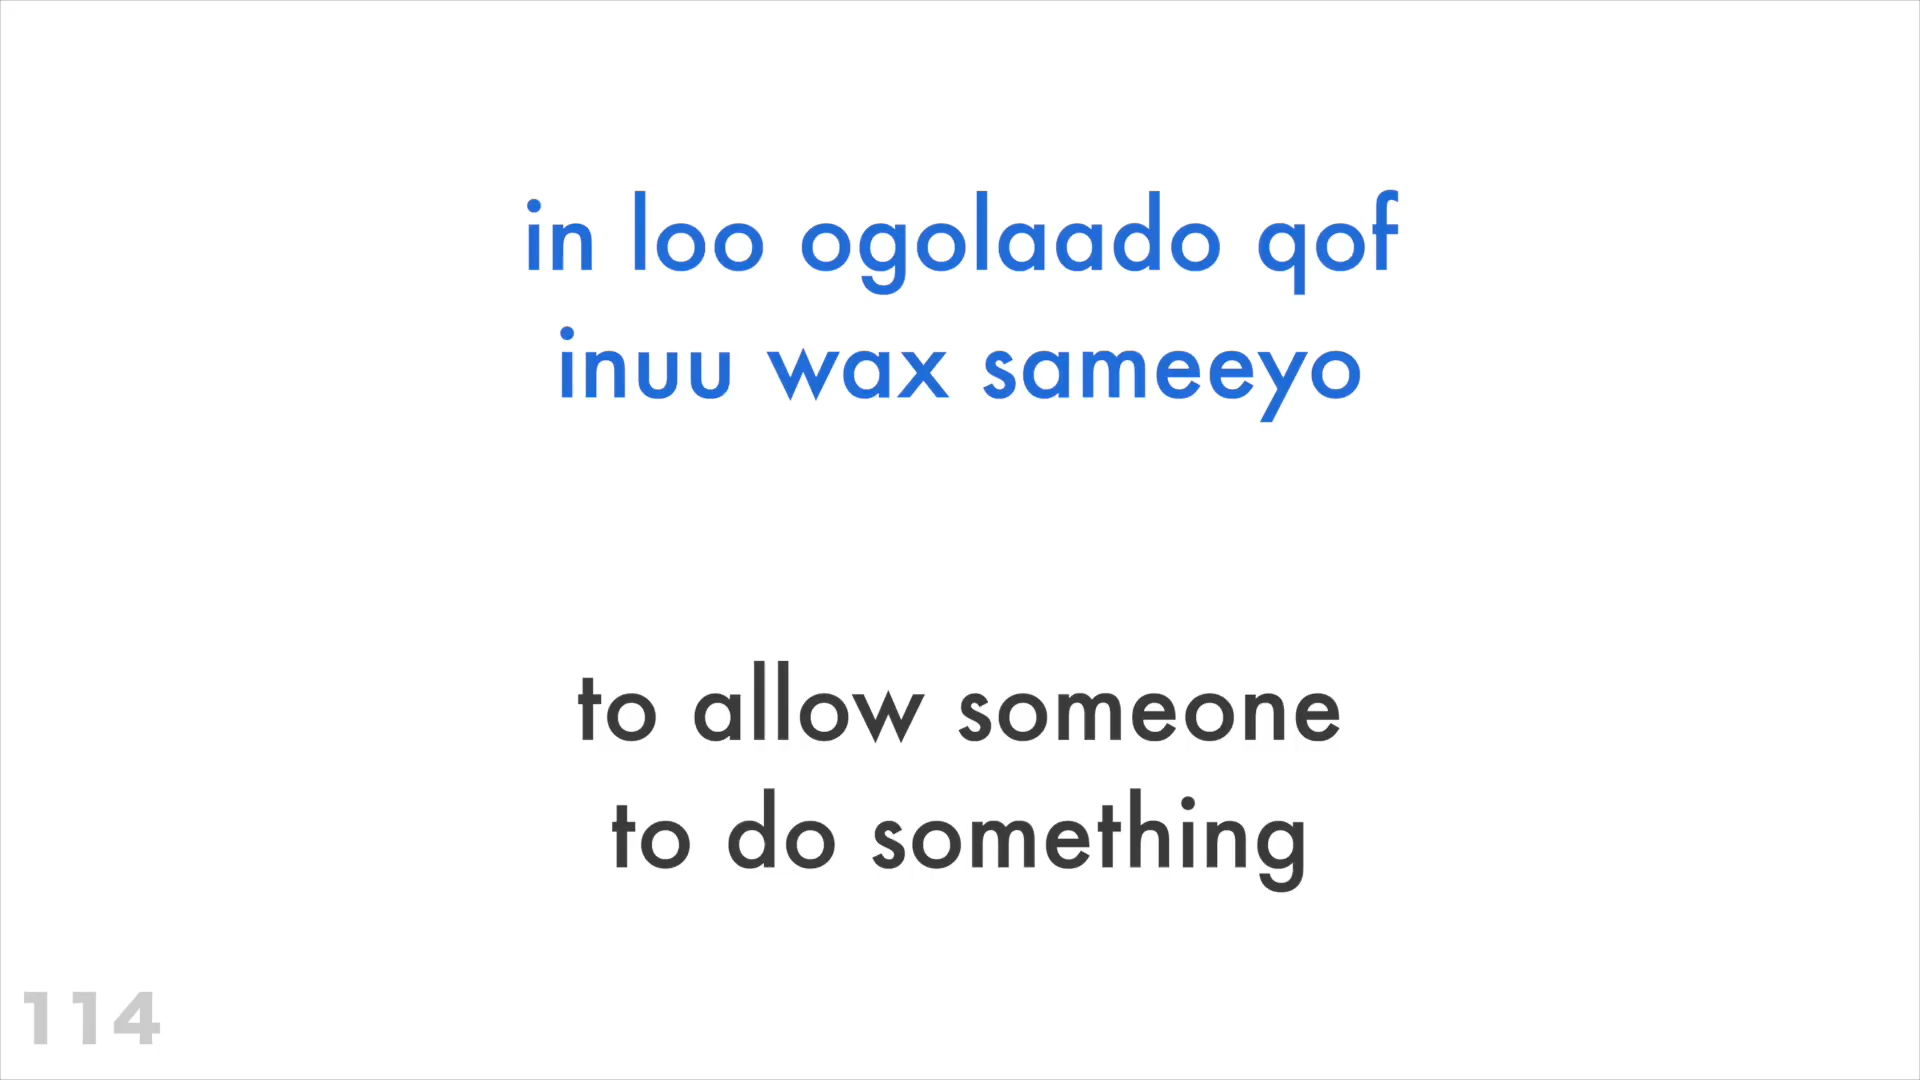 in loo ogolaado qof
inuu wax sameeyo
to allow someone
to do something
114